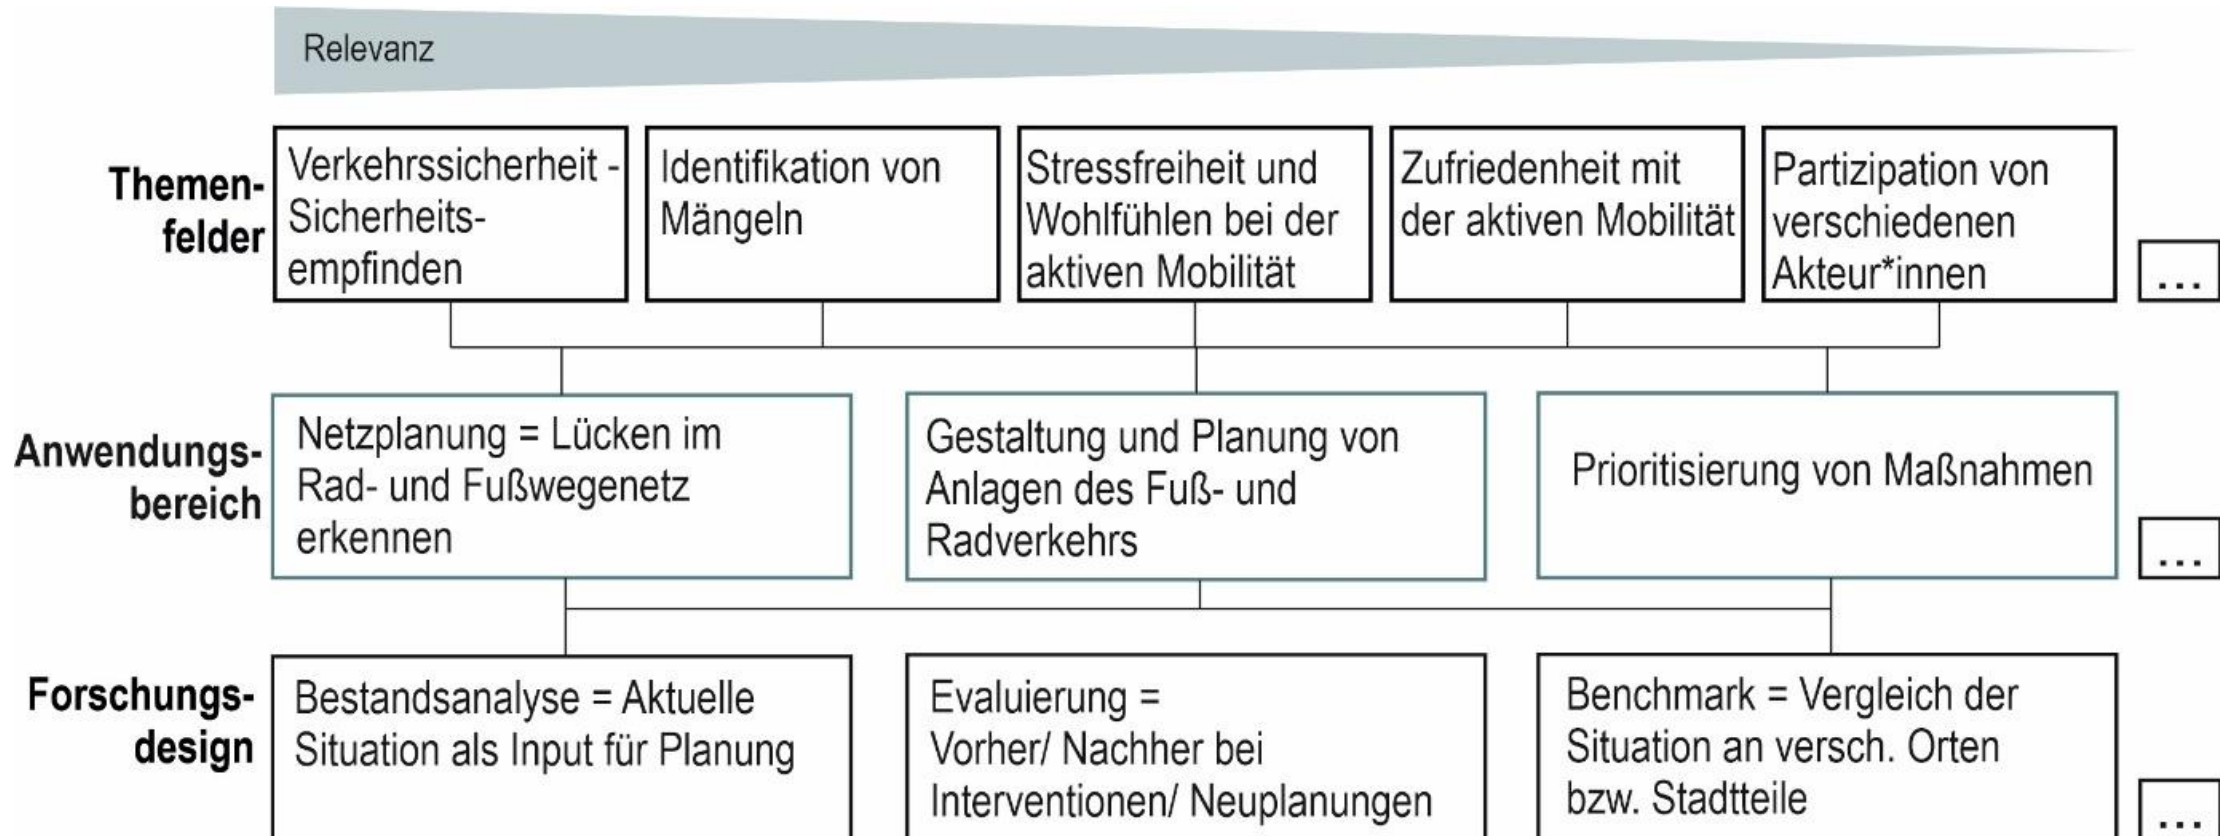 Relevanz
Themen-
felder
Verkehrssicherheit -
Sicherheits-
empfinden
Identifikation von
Mängeln
Stressfreiheit und
Wohlfühlen bei der
aktiven Mobilität
Zufriedenheit mit
der aktiven Mobilität
Partizipation von
verschiedenen
Akteur*innen
...
Anwendungs-
bereich
Netzplanung = Lücken im
Rad- und Fußwegenetz
erkennen
Gestaltung und Planung von
Anlagen des Fuß- und
Radverkehrs
Prioritisierung von Maßnahmen
...
Forschungs-
design
Bestandsanalyse = Aktuelle
Situation als Input für Planung
Evaluierung =
Vorher/ Nachher bei
Interventionen/ Neuplanungen
Benchmark = Vergleich der
Situation an versch. Orten
bzw. Stadtteile
...